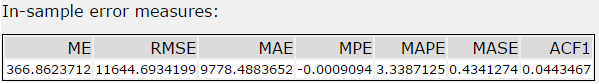 In-sample error measures:
ME RMSE MAE MPE MAPE MASE ACF1
366.8623712 11644.6934199 9778.4883652 -0.0009094 3.3387125 0.4341274 0.0443467